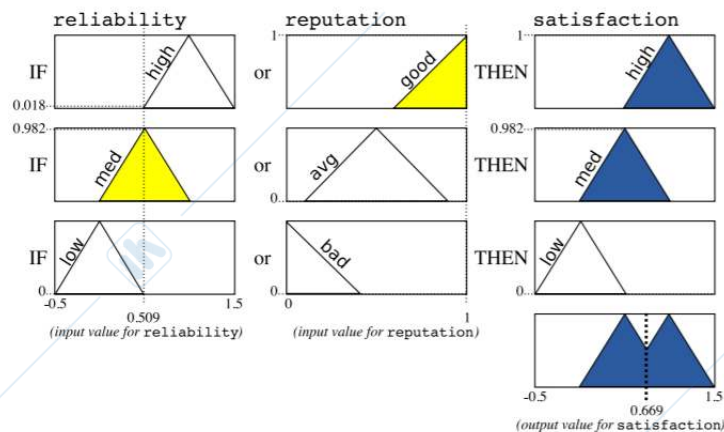 reliability reputation satisfaction
1 1
IF high or good THEN high
0.018
0.982 0.982
IF med or avg THEN med
0
IF low or bad THEN low
0 0
-0.5 1.5 0 1
0.509
(input value for reliability) (input value for reputation)
-0.5 1.5
0.669
(output value for satisfaction)